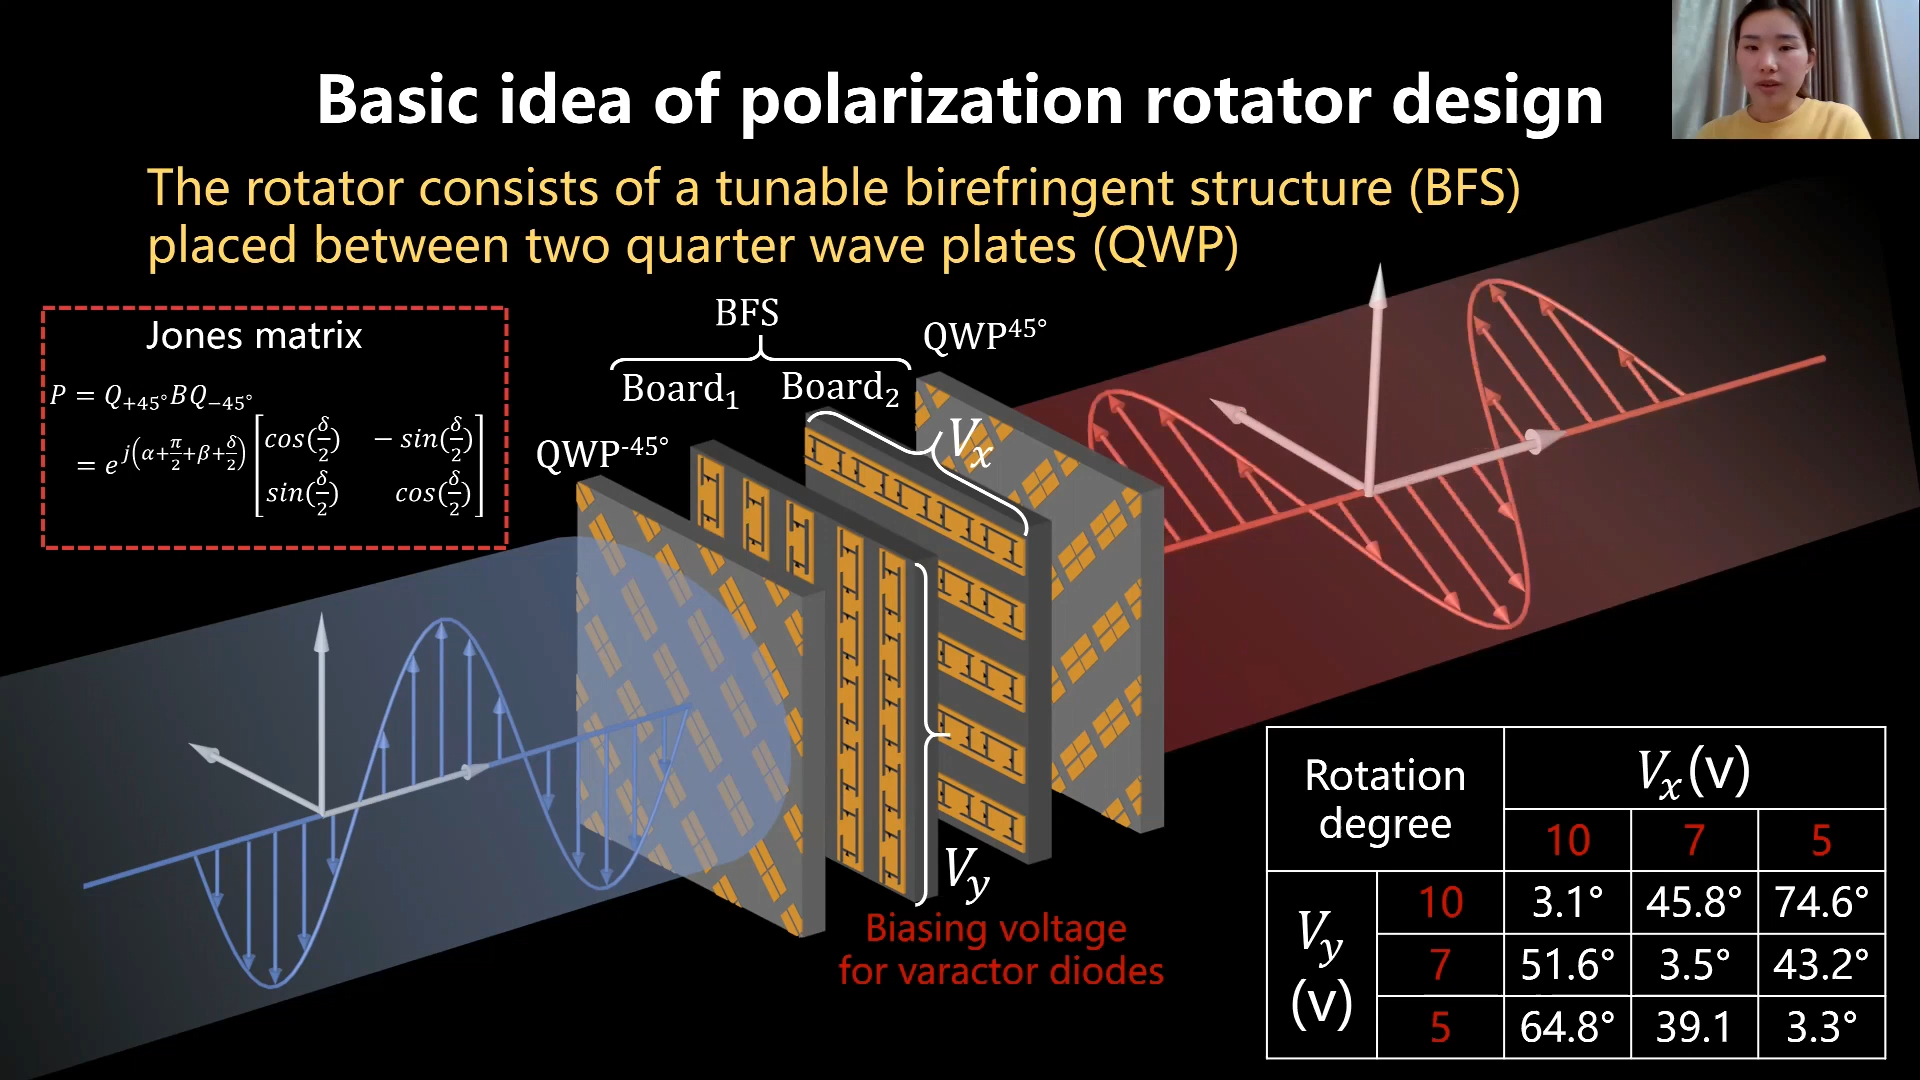 Basic idea of polarization rotator design
The rotator consists of a tunable birefringent structure (BFS)
placed between two quarter wave plates (QWP)
Jones matrix
P = Q₊₄₅°BQ₋₄₅°
= e^{j(α+π/2+β+δ/2)} [cos(δ/2) − sin(δ/2)
sin(δ/2) cos(δ/2)]
BFS
Board₁ Board₂
QWP⁴⁵°
QWP⁻⁴⁵°
Vₓ
V_y
Biasing voltage
for varactor diodes
Rotation degree Vₓ(v)
10 7 5
V_y (v)
10 3.1° 45.8° 74.6°
7 51.6° 3.5° 43.2°
5 64.8° 39.1 3.3°